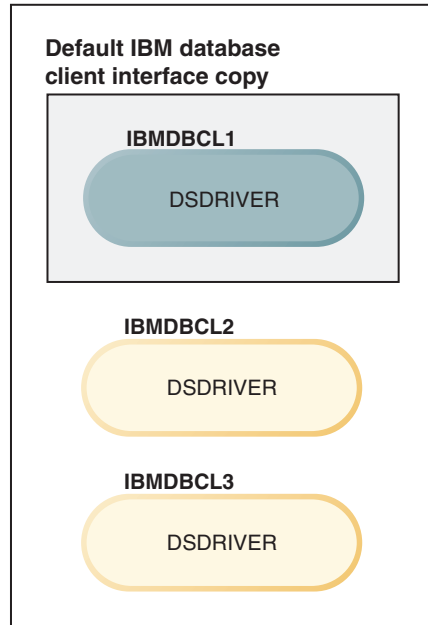 Default IBM database
client interface copy
IBMDBCL1
DSDRIVER
IBMDBCL2
DSDRIVER
IBMDBCL3
DSDRIVER